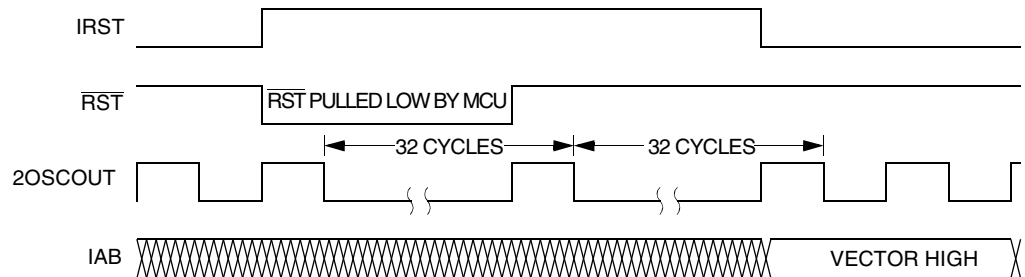 IRST
RST
RST PULLED LOW BY MCU
32 CYCLES
32 CYCLES
2OSCOUT
IAB
VECTOR HIGH